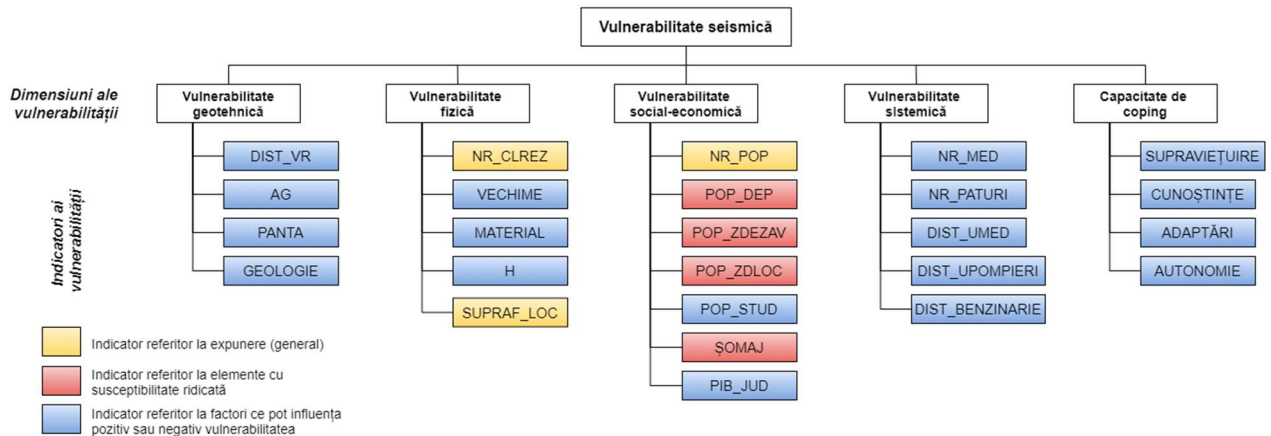 Vulnerabilitate seismică
Dimensiuni ale
vulnerabilității
Vulnerabilitate
geotehnică
Vulnerabilitate
fizică
Vulnerabilitate
social-economică
Vulnerabilitate
sistemică
Capacitate de
coping
Indicatori ai
vulnerabilității
DIST_VR
AG
PANTA
GEOLOGIE
NR_CLREZ
VECHIME
MATERIAL
H
SUPRAF_LOC
NR_POP
POP_DEP
POP_ZDEZAV
POP_ZDLOC
POP_STUD
ȘOMAJ
PIB_JUD
NR_MED
NR_PATURI
DIST_UMED
DIST_UPOMPIERI
DIST_BENZINARIE
SUPRAVIEȚUIRE
CUNOȘTINȚE
ADAPTĂRI
AUTONOMIE
Indicator referitor la expunere (general)
Indicator referitor la elemente cu
susceptibilitate ridicată
Indicator referitor la factori ce pot influența
pozitiv sau negativ vulnerabilitatea